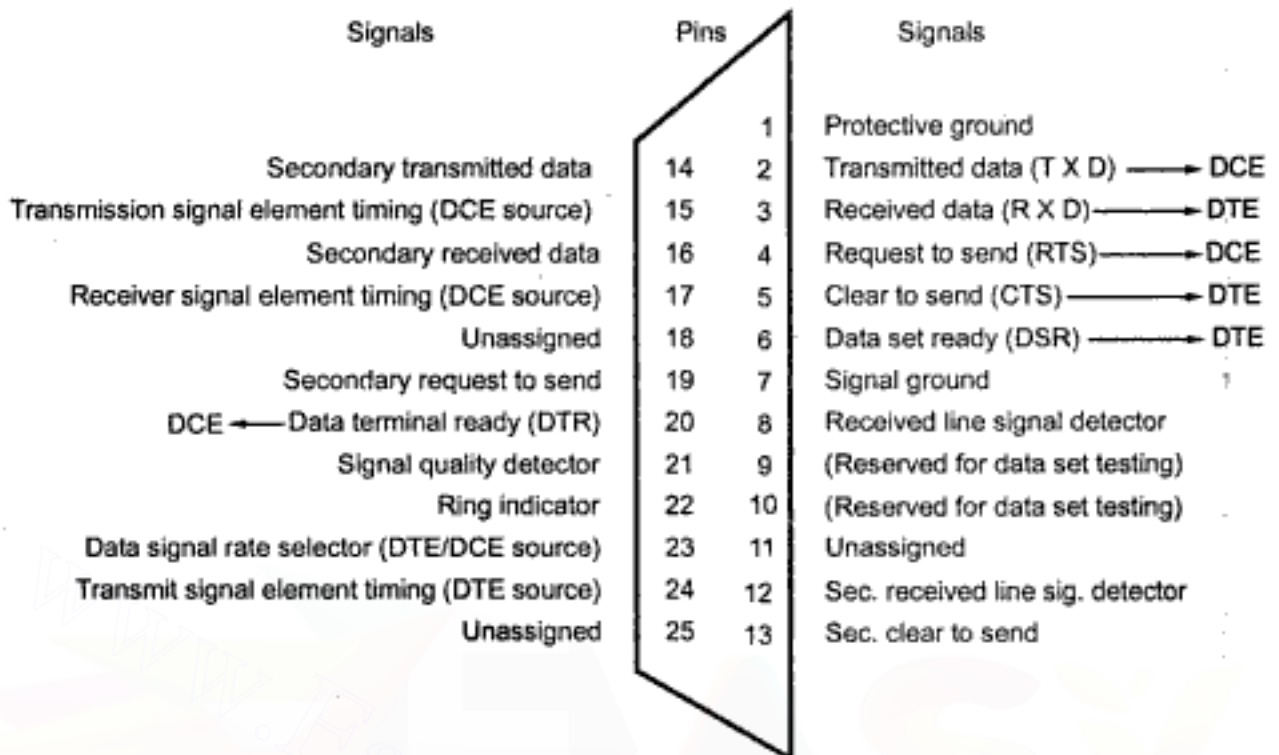 Signals Pins Signals
1 Protective ground
Secondary transmitted data 14 2 Transmitted data (T X D) DCE
Transmission signal element timing (DCE source) 15 3 Received data (R X D) DTE
Secondary received data 16 4 Request to send (RTS) DCE
Receiver signal element timing (DCE source) 17 5 Clear to send (CTS) DTE
Unassigned 18 6 Data set ready (DSR) DTE
Secondary request to send 19 7 Signal ground
DCE Data terminal ready (DTR) 20 8 Received line signal detector
Signal quality detector 21 9 (Reserved for data set testing)
Ring indicator 22 10 (Reserved for data set testing)
Data signal rate selector (DTE/DCE source) 23 11 Unassigned
Transmit signal element timing (DTE source) 24 12 Sec. received line sig. detector
Unassigned 25 13 Sec. clear to send